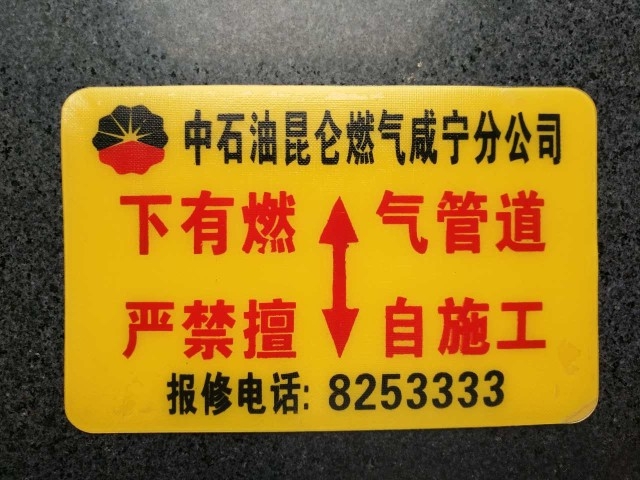 中石油昆仑燃气咸宁分公司
下有燃 气管道
严禁擅 自施工
报修电话: 8253333